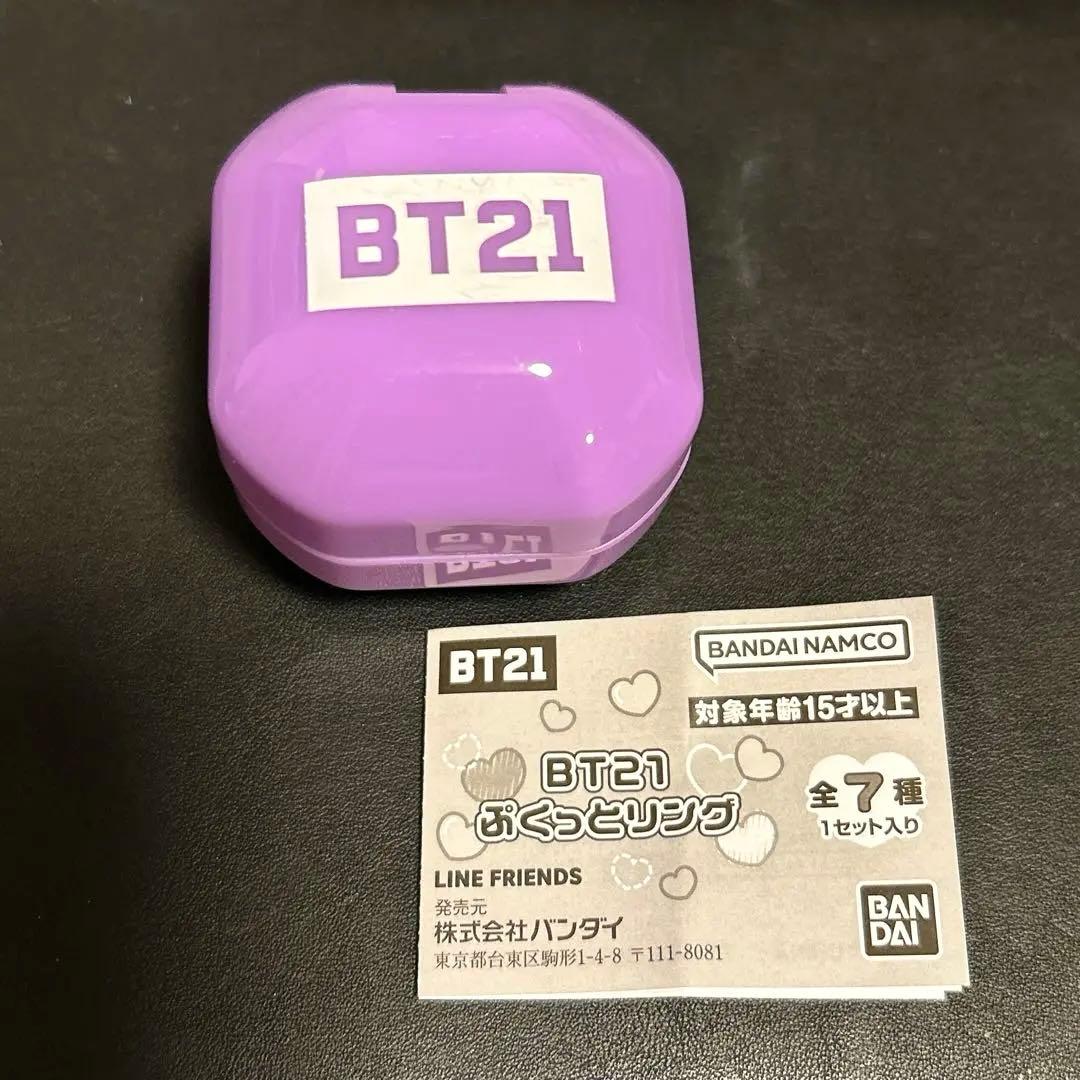 BT21
BT21
BANDAI NAMCO
対象年齢15才以上
BT21
ぷくっとリング
全7種
1セット入り
LINE FRIENDS
発売元
株式会社バンダイ
東京都台東区駒形1-4-8 〒111-8081
BAN
DAI